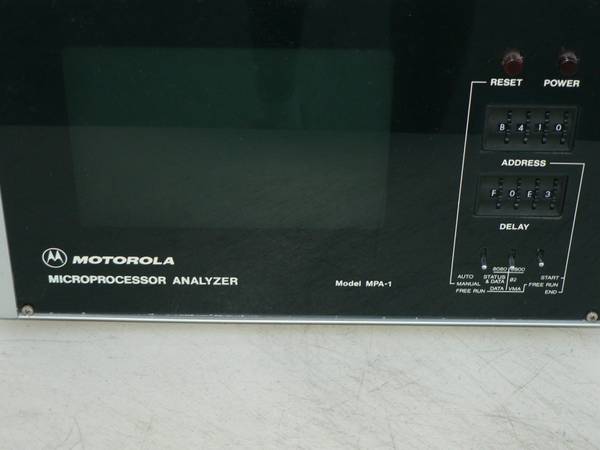 RESET POWER
B 4 1 0
ADDRESS
F 0 E 3
DELAY
MOTOROLA
MICROPROCESSOR ANALYZER
Model MPA-1
8080 6800
AUTO STATUS & DATA Ø2 START
MANUAL FREE RUN
FREE RUN DATA VMA END